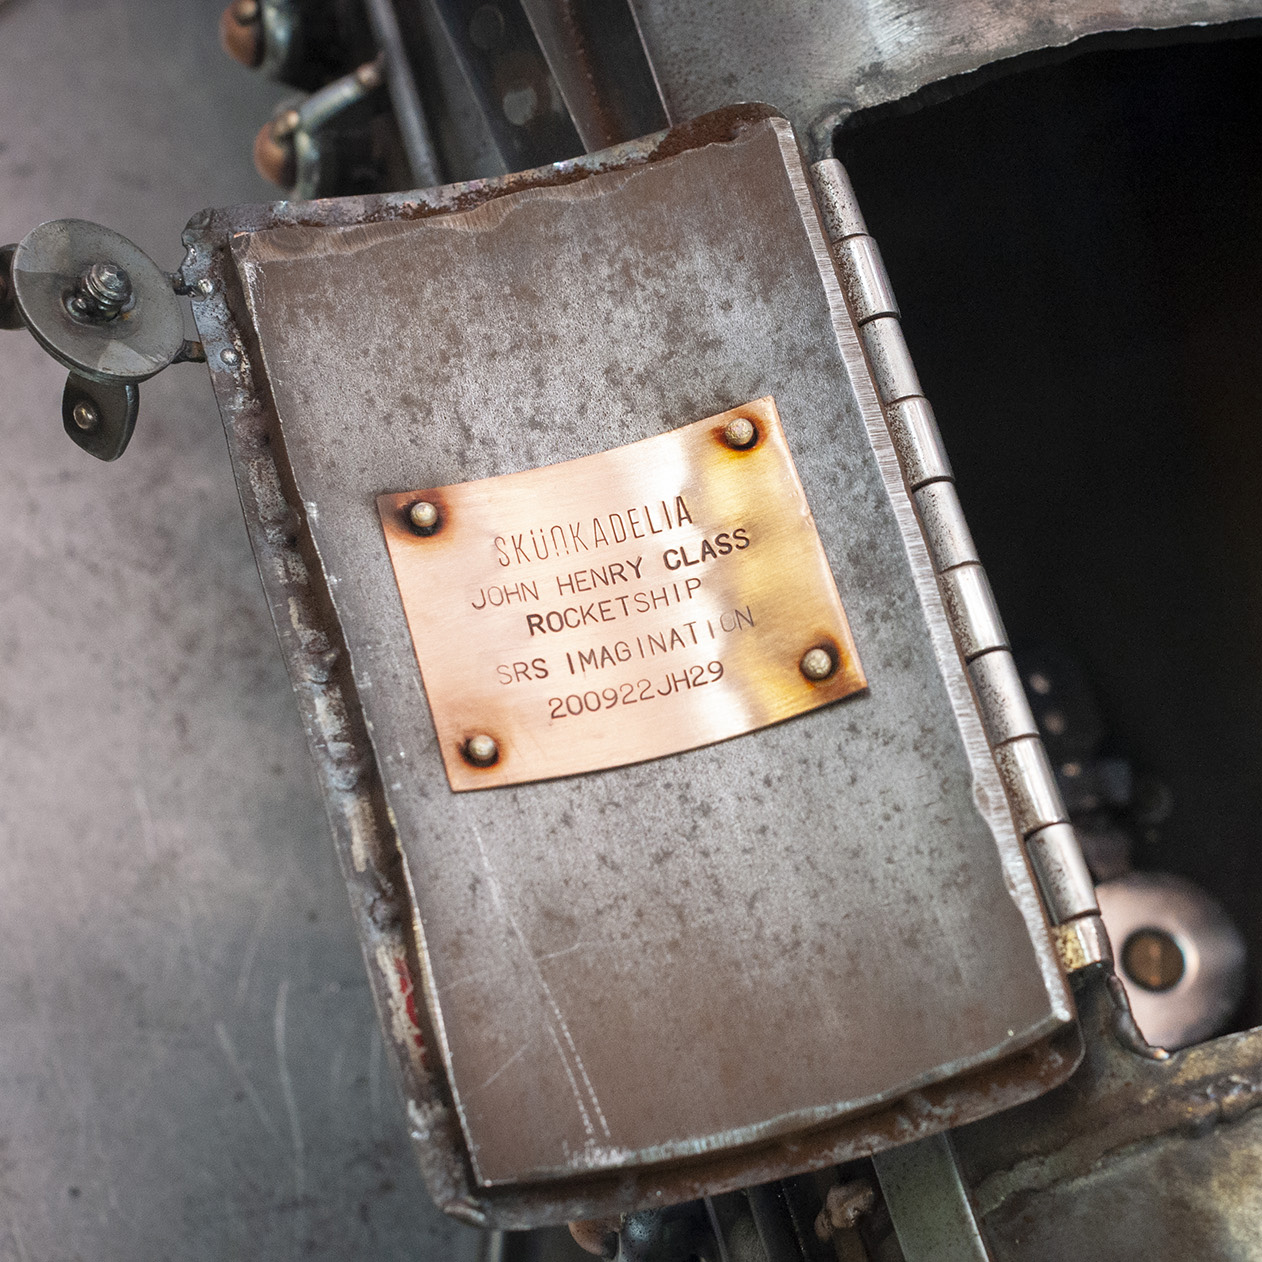 SKÜNKADELIA
JOHN HENRY CLASS
ROCKETSHIP
SRS IMAGINATION
200922JH29